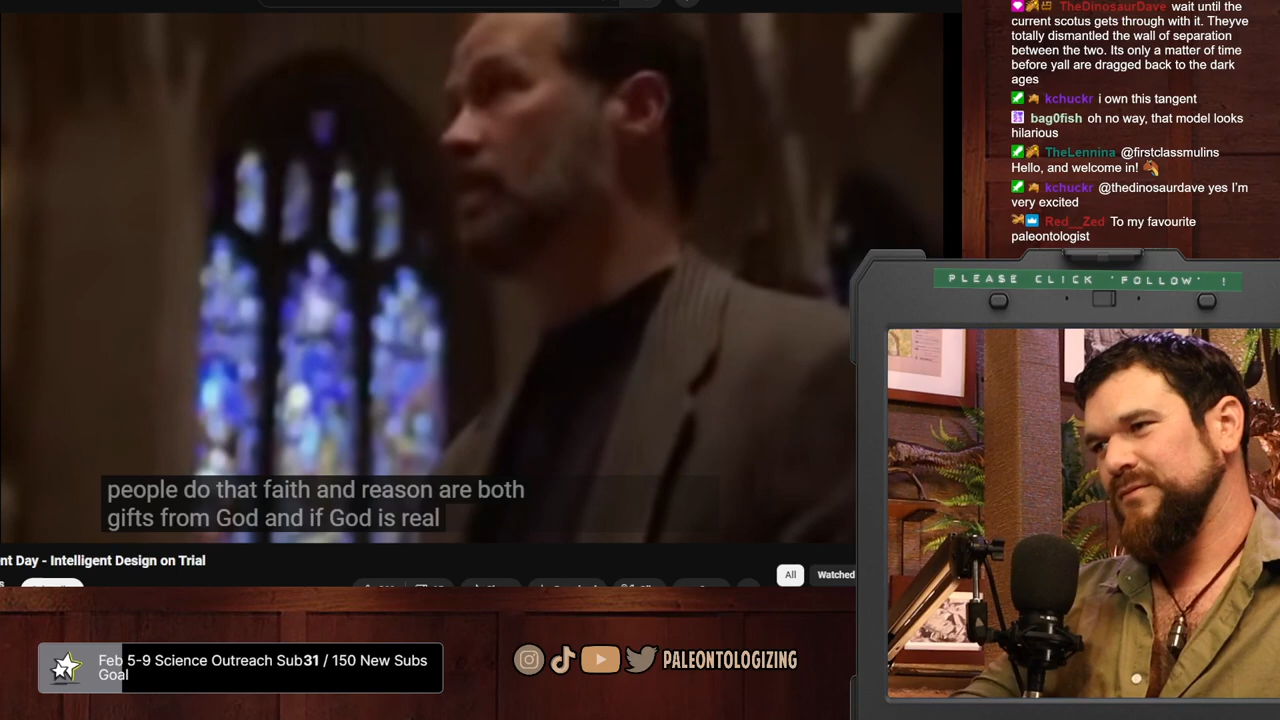 TheDinosaurDave wait until the
current scotus gets through with it. Theyve
totally dismantled the wall of separation
between the two. Its only a matter of time
before yall are dragged back to the dark
ages
kchuckr i own this tangent
bag0fish oh no way, that model looks
hilarious
TheLennina @firstclassmulins
Hello, and welcome in!
kchuckr @thedinosaurdave yes I'm
very excited
Red__Zed To my favourite
paleontologist
PLEASE CLICK 'FOLLOW' !
people do that faith and reason are both
gifts from God and if God is real
nt Day - Intelligent Design on Trial
All
Watched
Feb 5-9 Science Outreach Sub
Goal
31 / 150 New Subs
PALEONTOLOGIZING